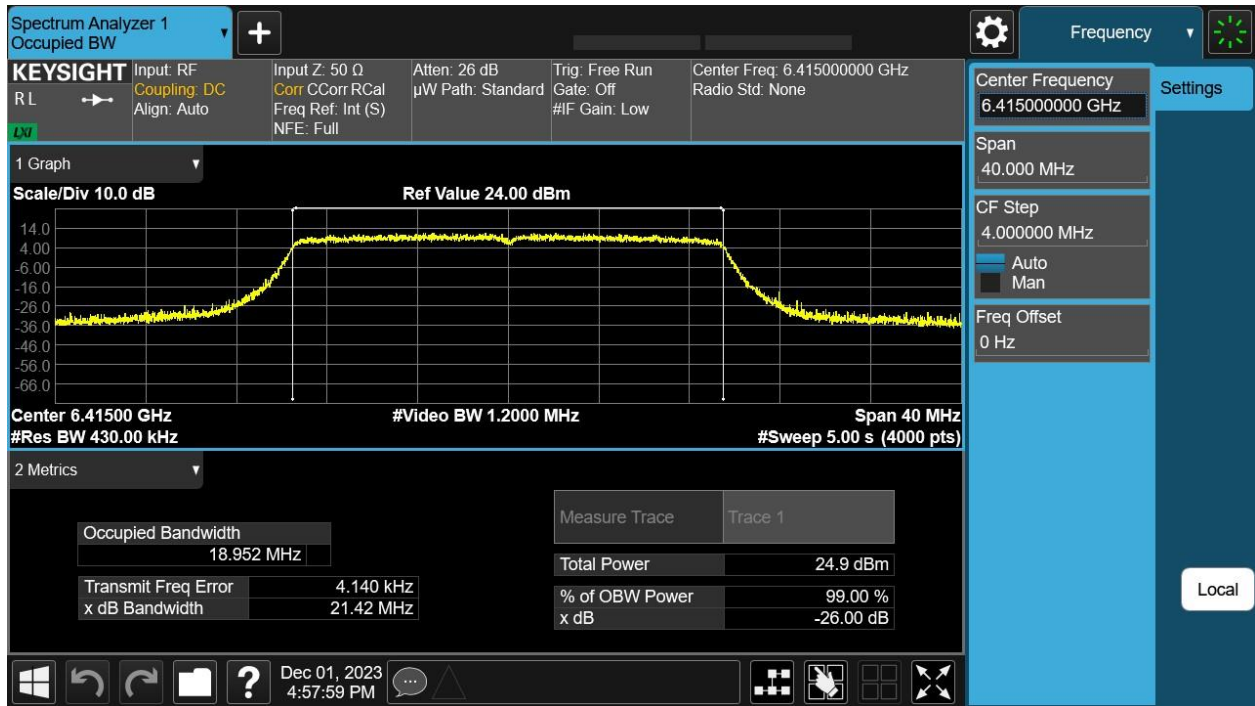 Spectrum Analyzer 1
Occupied BW
+
Frequency
KEYSIGHT
RL
LXI
Input: RF
Coupling: DC
Align: Auto
Input Z: 50 Ω
Corr CCorr RCal
Freq Ref: Int (S)
NFE: Full
Atten: 26 dB
µW Path: Standard
Trig: Free Run
Gate: Off
#IF Gain: Low
Center Freq: 6.415000000 GHz
Radio Std: None
Center Frequency
6.415000000 GHz
Settings
Span
40.000 MHz
CF Step
4.000000 MHz
Auto
Man
Freq Offset
0 Hz
1 Graph
Scale/Div 10.0 dB
Ref Value 24.00 dBm
14.0
4.00
-6.00
-16.0
-26.0
-36.0
-46.0
-56.0
-66.0
Center 6.41500 GHz
#Video BW 1.2000 MHz
Span 40 MHz
#Res BW 430.00 kHz
#Sweep 5.00 s (4000 pts)
2 Metrics
Occupied Bandwidth
18.952 MHz
Transmit Freq Error 4.140 kHz
x dB Bandwidth 21.42 MHz
Measure Trace Trace 1
Total Power 24.9 dBm
% of OBW Power 99.00 %
x dB -26.00 dB
Local
?
Dec 01, 2023
4:57:59 PM